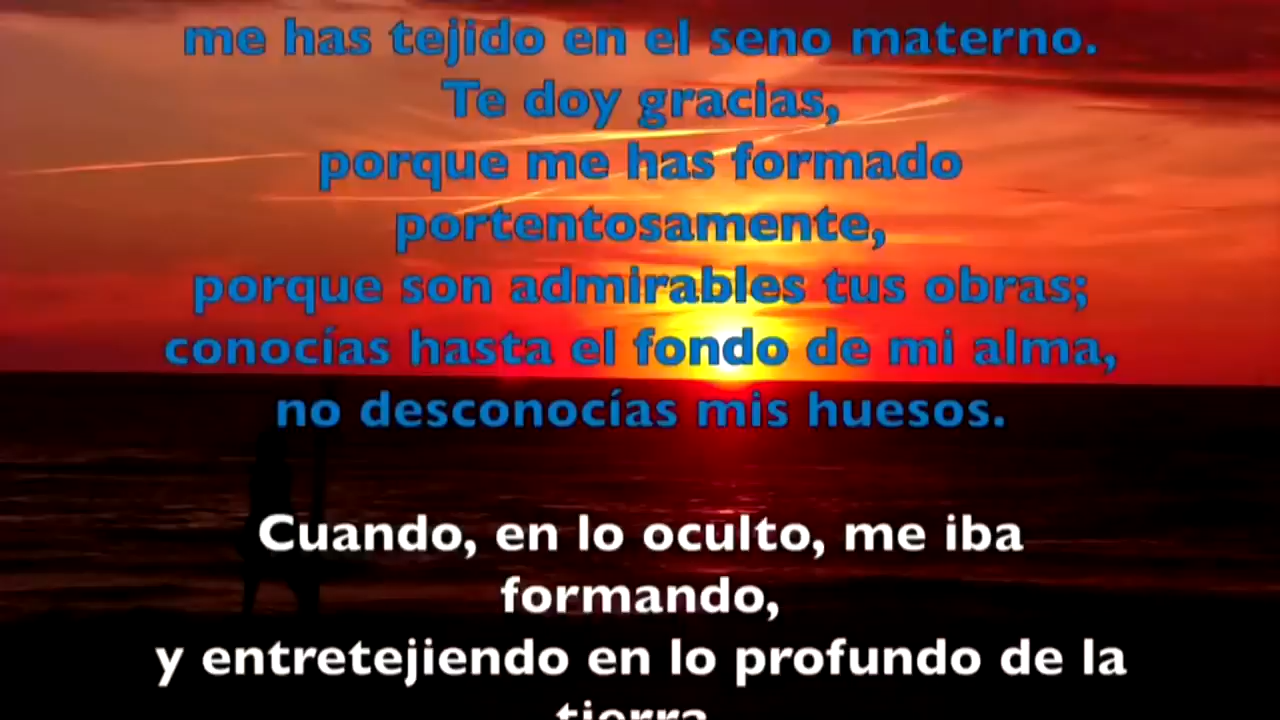 me has tejido en el seno materno.
Te doy gracias,
porque me has formado
portentosamente,
porque son admirables tus obras;
conocías hasta el fondo de mi alma,
no desconocías mis huesos.
Cuando, en lo oculto, me iba
formando,
y entretejiendo en lo profundo de la
tierra